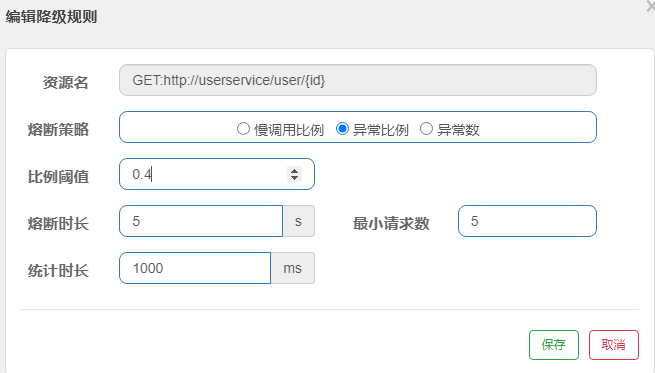 编辑降级规则
资源名 GET:http://userservice/user/{id}
熔断策略 慢调用比例 异常比例 异常数
比例阈值 0.4
熔断时长 5 s 最小请求数 5
统计时长 1000 ms
保存 取消